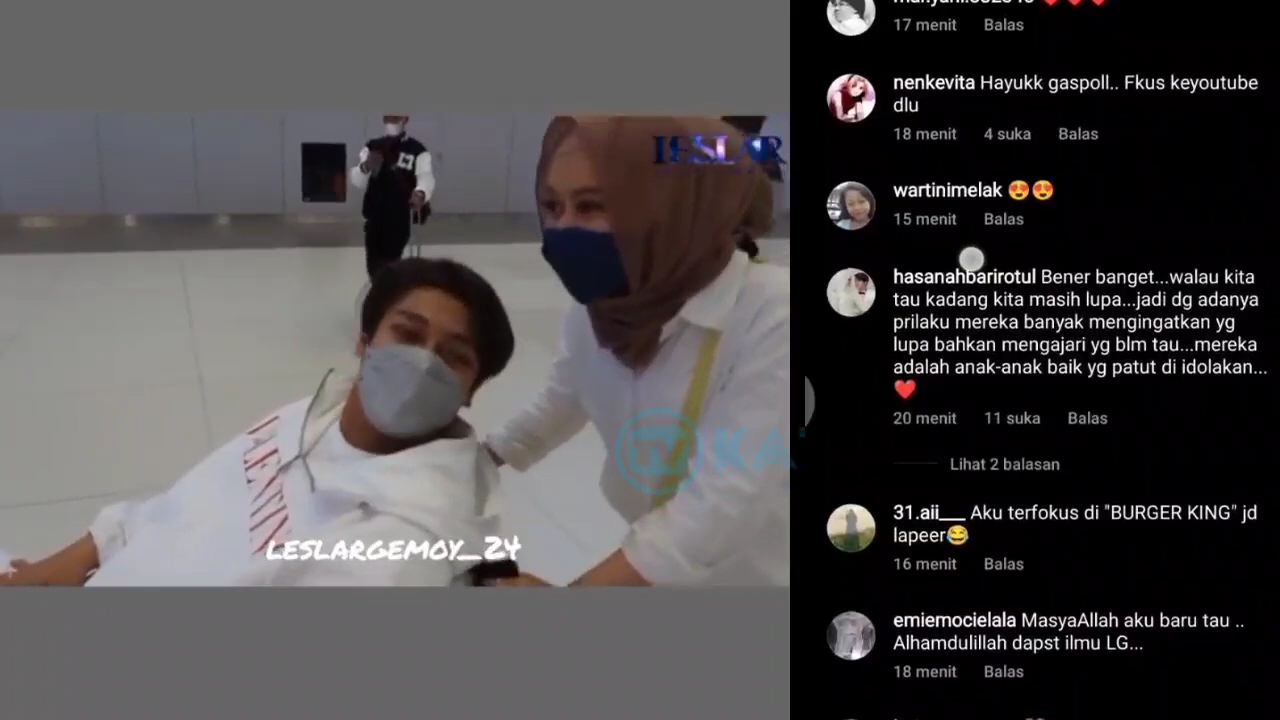 LESLAR
VALENTIN
KA
LESLARGEMOY_24
17 menit Balas
nenkevita Hayukk gaspoll.. Fkus keyoutube
dlu
18 menit 4 suka Balas
wartinimelak 😍😍
15 menit Balas
hasanahbarirotul Bener banget...walau kita
tau kadang kita masih lupa...jadi dg adanya
prilaku mereka banyak mengingatkan yg
lupa bahkan mengajari yg blm tau...mereka
adalah anak-anak baik yg patut di idolakan...
❤️
20 menit 11 suka Balas
Lihat 2 balasan
31.aii__ Aku terfokus di "BURGER KING" jd
lapeer😂
16 menit Balas
emiemocielala MasyaAllah aku baru tau ..
Alhamdulillah dapst ilmu LG...
18 menit Balas